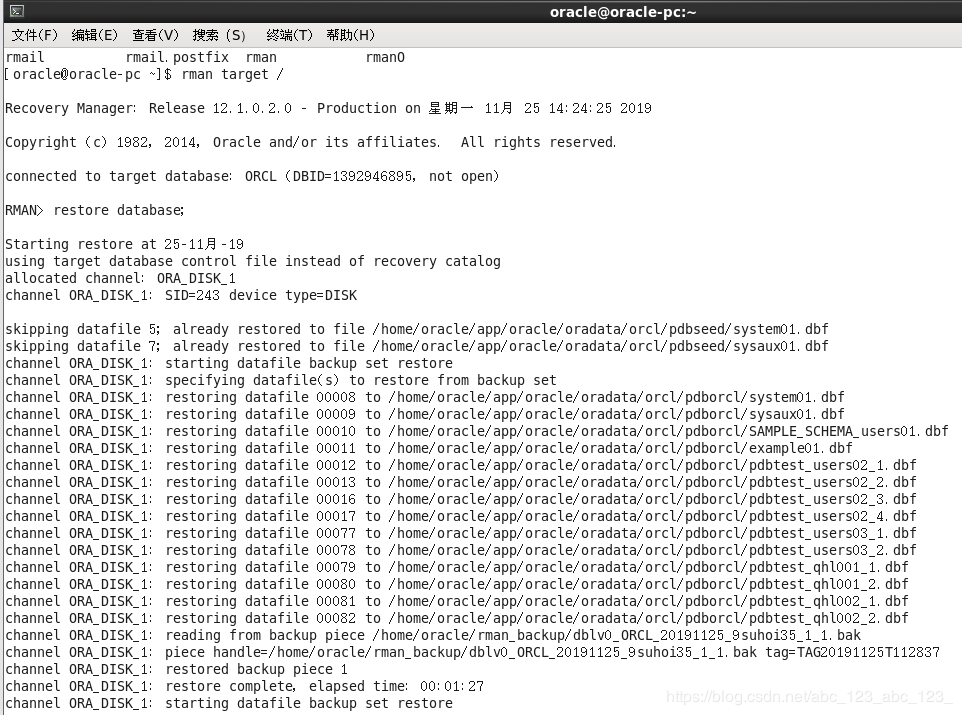 oracle@oracle-pc:~
文件(F) 编辑(E) 查看(V) 搜索 (S) 终端(T) 帮助(H)
rmail rmail.postfix rman rmanO
[oracle@oracle-pc ~]$ rman target /
Recovery Manager: Release 12.1.0.2.0 - Production on 星期一 11月 25 14:24:25 2019
Copyright (c) 1982, 2014, Oracle and/or its affiliates.  All rights reserved.
connected to target database: ORCL (DBID=1392946895, not open)
RMAN> restore database;
Starting restore at 25-11月-19
using target database control file instead of recovery catalog
allocated channel: ORA_DISK_1
channel ORA_DISK_1: SID=243 device type=DISK
skipping datafile 5; already restored to file /home/oracle/app/oracle/oradata/orcl/pdbseed/system01.dbf
skipping datafile 7; already restored to file /home/oracle/app/oracle/oradata/orcl/pdbseed/sysaux01.dbf
channel ORA_DISK_1: starting datafile backup set restore
channel ORA_DISK_1: specifying datafile(s) to restore from backup set
channel ORA_DISK_1: restoring datafile 00008 to /home/oracle/app/oracle/oradata/orcl/pdborcl/system01.dbf
channel ORA_DISK_1: restoring datafile 00009 to /home/oracle/app/oracle/oradata/orcl/pdborcl/sysaux01.dbf
channel ORA_DISK_1: restoring datafile 00010 to /home/oracle/app/oracle/oradata/orcl/pdborcl/SAMPLE_SCHEMA_users01.dbf
channel ORA_DISK_1: restoring datafile 00011 to /home/oracle/app/oracle/oradata/orcl/pdborcl/example01.dbf
channel ORA_DISK_1: restoring datafile 00012 to /home/oracle/app/oracle/oradata/orcl/pdborcl/pdbtest_users02_1.dbf
channel ORA_DISK_1: restoring datafile 00013 to /home/oracle/app/oracle/oradata/orcl/pdborcl/pdbtest_users02_2.dbf
channel ORA_DISK_1: restoring datafile 00016 to /home/oracle/app/oracle/oradata/orcl/pdborcl/pdbtest_users02_3.dbf
channel ORA_DISK_1: restoring datafile 00017 to /home/oracle/app/oracle/oradata/orcl/pdborcl/pdbtest_users02_4.dbf
channel ORA_DISK_1: restoring datafile 00077 to /home/oracle/app/oracle/oradata/orcl/pdborcl/pdbtest_users03_1.dbf
channel ORA_DISK_1: restoring datafile 00078 to /home/oracle/app/oracle/oradata/orcl/pdborcl/pdbtest_users03_2.dbf
channel ORA_DISK_1: restoring datafile 00079 to /home/oracle/app/oracle/oradata/orcl/pdborcl/pdbtest_qhl001_1.dbf
channel ORA_DISK_1: restoring datafile 00080 to /home/oracle/app/oracle/oradata/orcl/pdborcl/pdbtest_qhl001_2.dbf
channel ORA_DISK_1: restoring datafile 00081 to /home/oracle/app/oracle/oradata/orcl/pdborcl/pdbtest_qhl002_1.dbf
channel ORA_DISK_1: restoring datafile 00082 to /home/oracle/app/oracle/oradata/orcl/pdborcl/pdbtest_qhl002_2.dbf
channel ORA_DISK_1: reading from backup piece /home/oracle/rman_backup/dblv0_ORCL_20191125_9suhoi35_1_1.bak
channel ORA_DISK_1: piece handle=/home/oracle/rman_backup/dblv0_ORCL_20191125_9suhoi35_1_1.bak tag=TAG20191125T112837
channel ORA_DISK_1: restored backup piece 1
channel ORA_DISK_1: restore complete, elapsed time: 00:01:27
channel ORA_DISK_1: starting datafile backup set restore
https://blog.csdn.net/abc_123_abc_123_